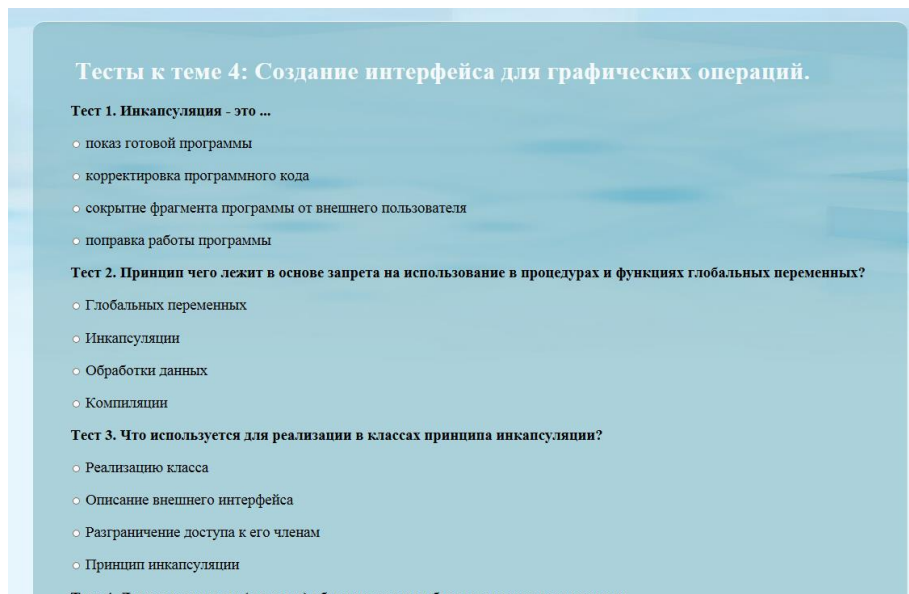 Тесты к теме 4: Создание интерфейса для графических операций.
Тест 1. Инкапсуляция - это ...
показ готовой программы
корректировка программного кода
сокрытие фрагмента программы от внешнего пользователя
поправка работы программы
Тест 2. Принцип чего лежит в основе запрета на использование в процедурах и функциях глобальных переменных?
Глобальных переменных
Инкапсуляции
Обработки данных
Компиляции
Тест 3. Что используется для реализации в классах принципа инкапсуляции?
Реализацию класса
Описание внешнего интерфейса
Разграничение доступа к его членам
Принцип инкапсуляции